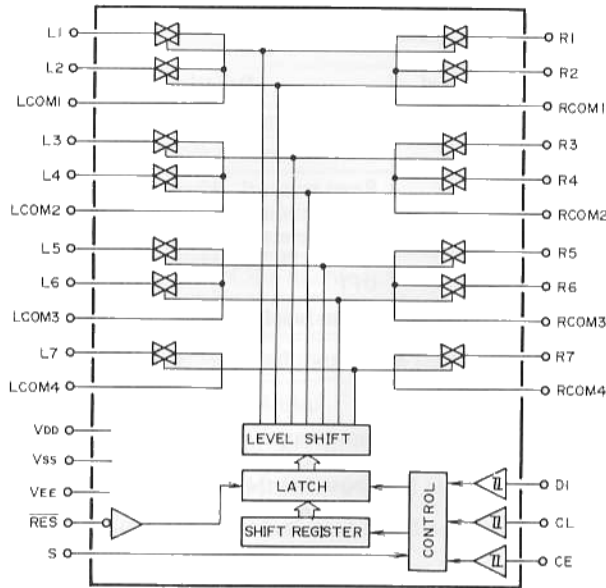 L1 R1
L2 R2
LCOM1 RCOM1
L3 R3
L4 R4
LCOM2 RCOM2
L5 R5
L6 R6
LCOM3 RCOM3
L7 R7
LCOM4 RCOM4
VDD
LEVEL SHIFT
VSS
VEE
LATCH
DI
RES
SHIFT REGISTER
CONTROL
CL
S
CE